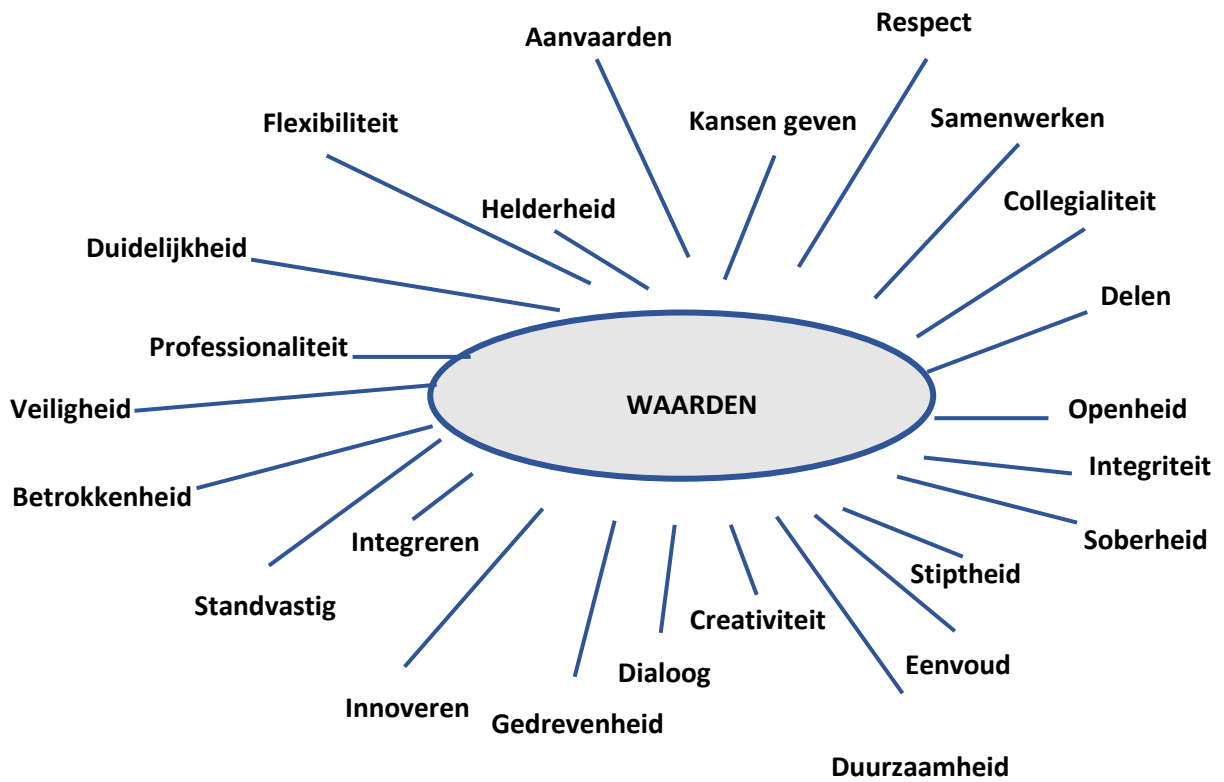 Respect
Aanvaarden
Kansen geven
Samenwerken
Flexibiliteit
Helderheid
Collegialiteit
Duidelijkheid
Delen
Professionaliteit
Veiligheid
WAARDEN
Openheid
Integriteit
Betrokkenheid
Integreren
Soberheid
Stiptheid
Standvastig
Creativiteit
Eenvoud
Dialoog
Innoveren
Gedrevenheid
Duurzaamheid